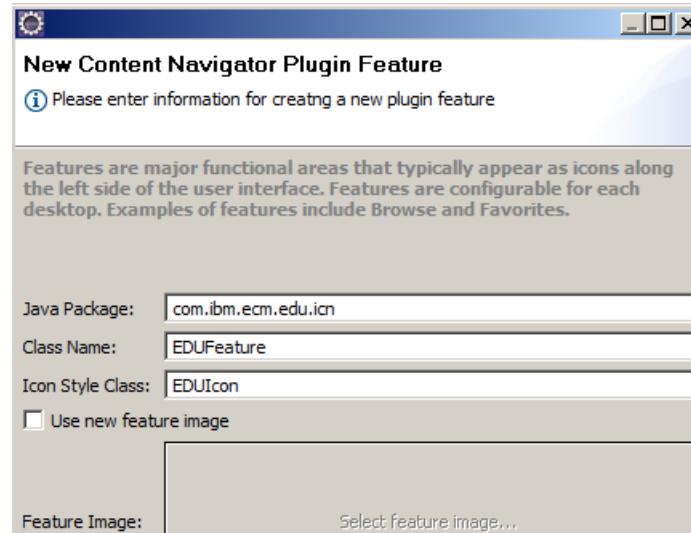 New Content Navigator Plugin Feature
Please enter information for creatng a new plugin feature
Features are major functional areas that typically appear as icons along
the left side of the user interface. Features are configurable for each
desktop. Examples of features include Browse and Favorites.
Java Package: com.ibm.ecm.edu.icn
Class Name: EDUFeature
Icon Style Class: EDUIcon
Use new feature image
Feature Image: Select feature image...